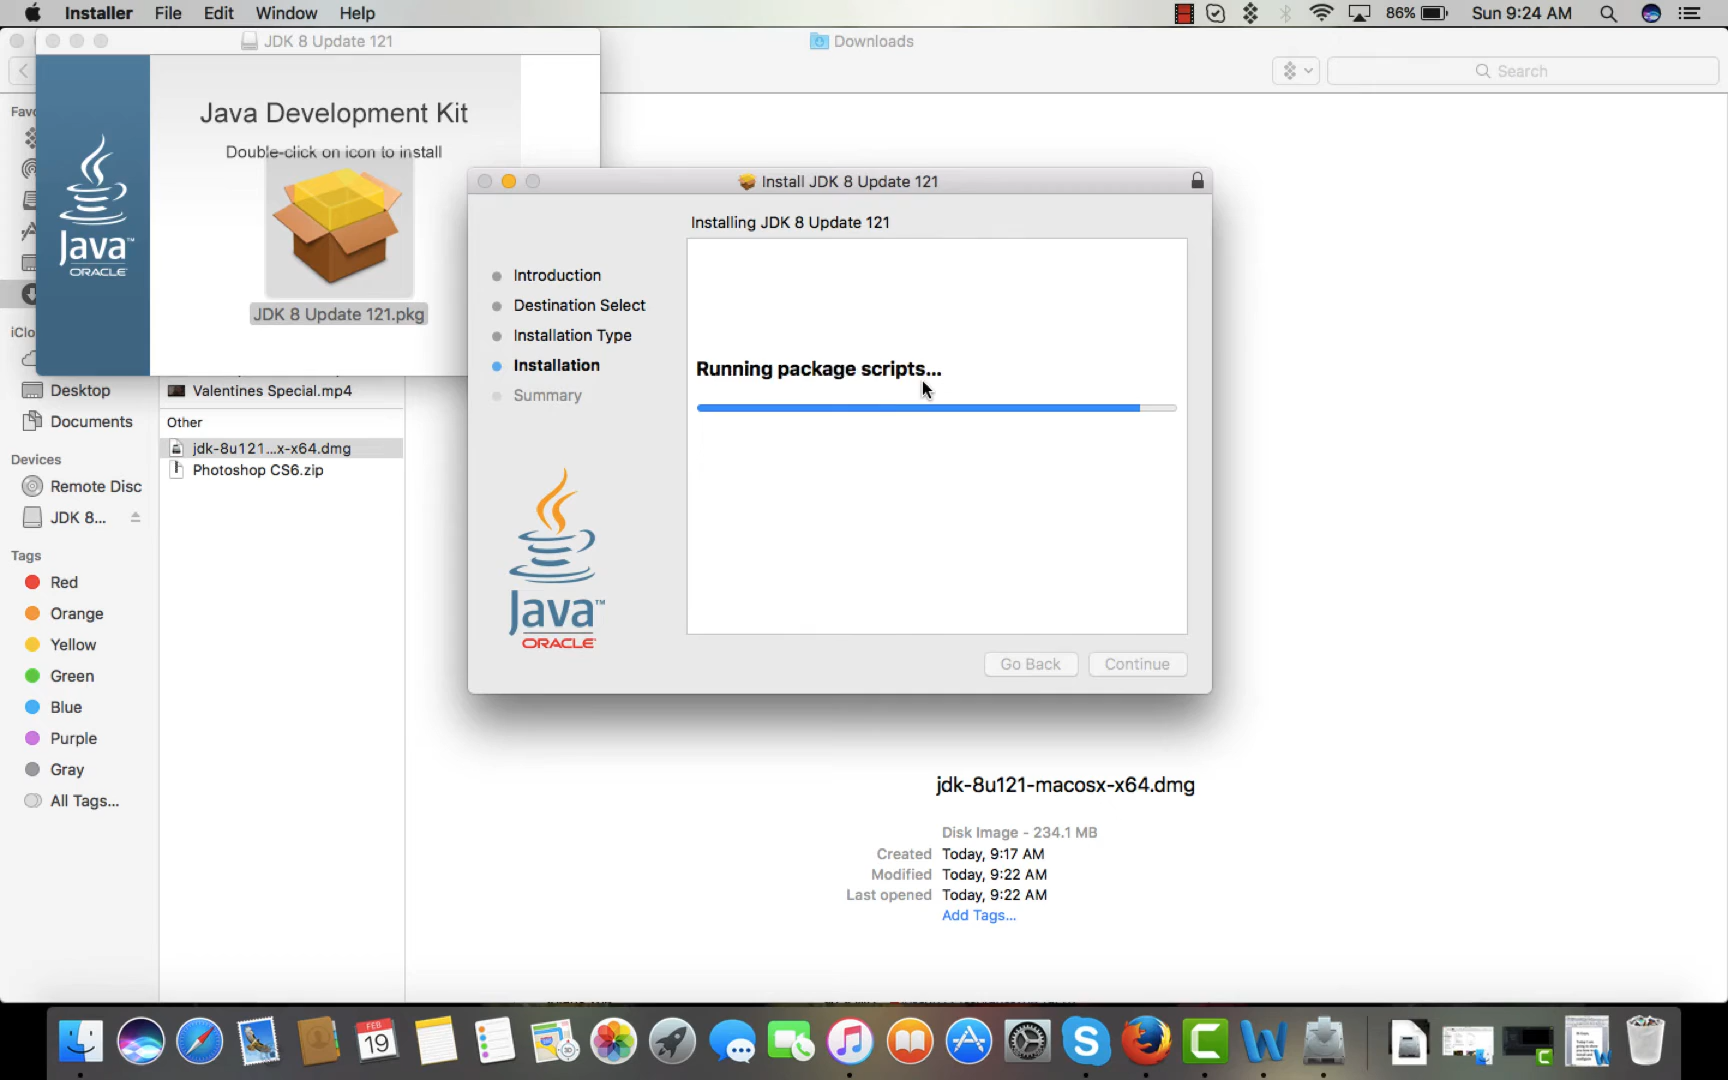 Installer File Edit Window Help 86% Sun 9:24 AM
JDK 8 Update 121
Downloads
Search
Java Development Kit
Double-click on icon to install
Java™
ORACLE
JDK 8 Update 121.pkg
Install JDK 8 Update 121
Installing JDK 8 Update 121
Introduction
Destination Select
Installation Type
Installation
Summary
Running package scripts...
Java™
ORACLE
Go Back Continue
Desktop
Documents
Devices
Remote Disc
JDK 8...
Tags
Red
Orange
Yellow
Green
Blue
Purple
Gray
All Tags...
Valentines Special.mp4
Other
jdk-8u121...x-x64.dmg
Photoshop CS6.zip
jdk-8u121-macosx-x64.dmg
Disk Image - 234.1 MB
Created Today, 9:17 AM
Modified Today, 9:22 AM
Last opened Today, 9:22 AM
Add Tags...
FEB
19